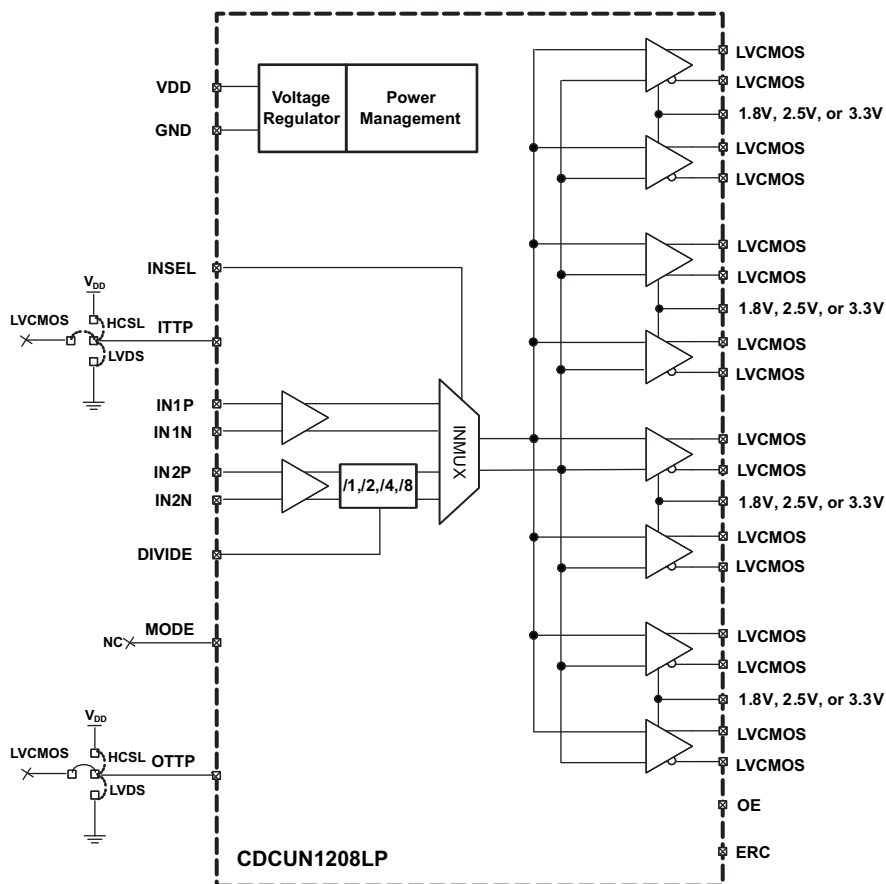 VDD
GND
Voltage
Regulator
Power
Management
INSEL
V_DD
HCSL
LVCMOS
ITTP
LVDS
IN1P
IN1N
IN2P
IN2N
/1,/2,/4,/8
INMUX
DIVIDE
MODE
NC
V_DD
HCSL
LVCMOS
OTTP
LVDS
CDCUN1208LP
LVCMOS
LVCMOS
1.8V, 2.5V, or 3.3V
LVCMOS
LVCMOS
LVCMOS
LVCMOS
1.8V, 2.5V, or 3.3V
LVCMOS
LVCMOS
LVCMOS
LVCMOS
1.8V, 2.5V, or 3.3V
LVCMOS
LVCMOS
LVCMOS
LVCMOS
1.8V, 2.5V, or 3.3V
LVCMOS
LVCMOS
OE
ERC